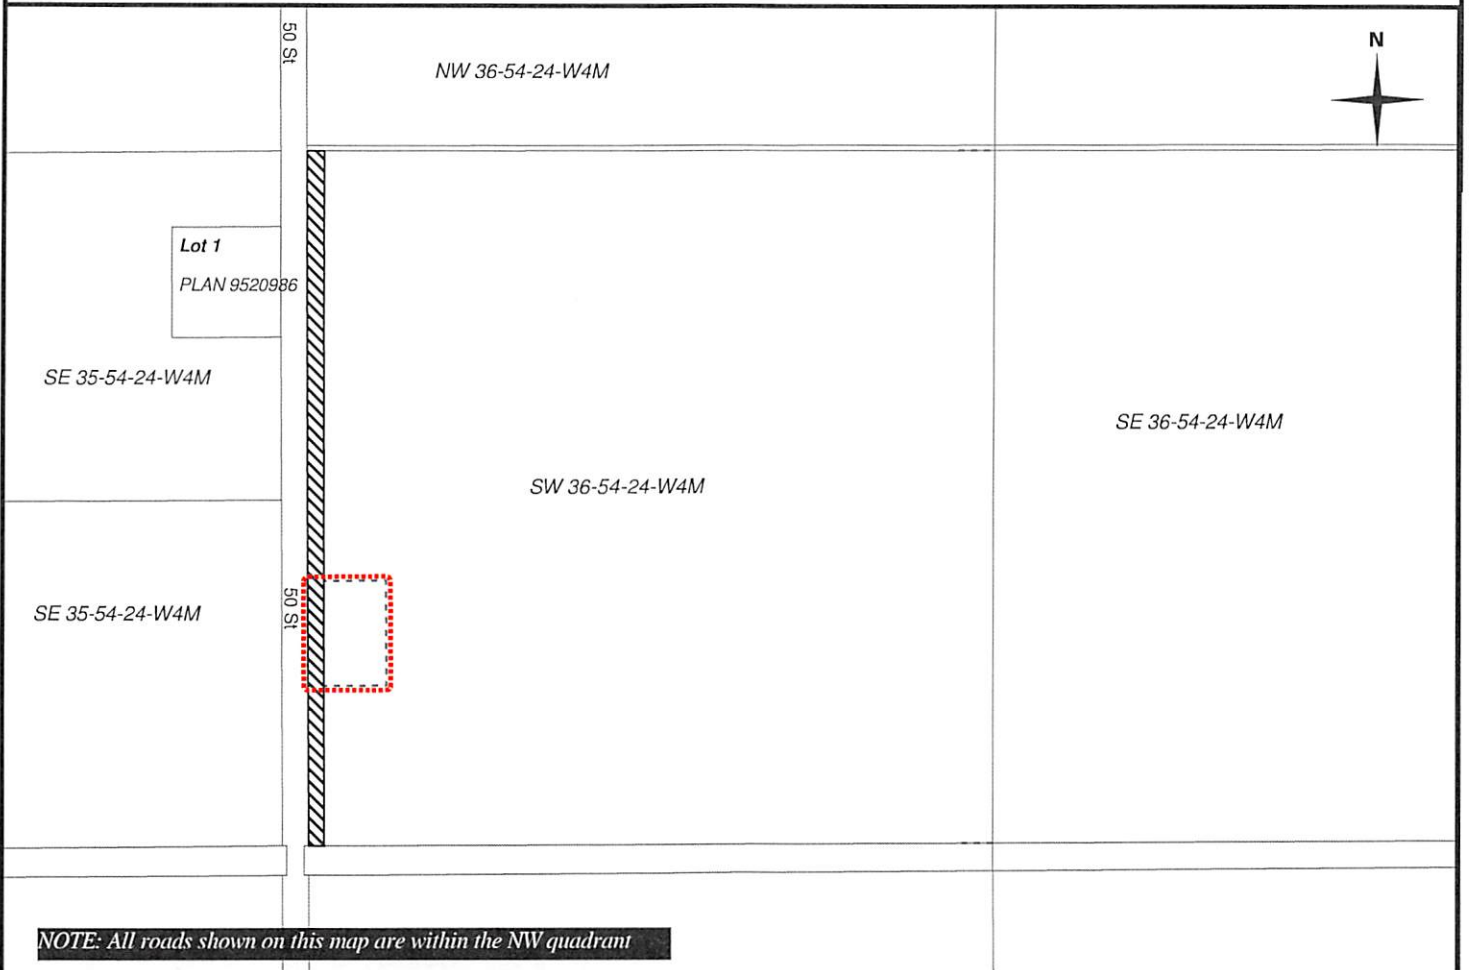 50 St
NW 36-54-24-W4M
N
Lot 1
PLAN 9520986
SE 35-54-24-W4M
SE 36-54-24-W4M
SW 36-54-24-W4M
50 St
SE 35-54-24-W4M
NOTE: All roads shown on this map are within the NW quadrant